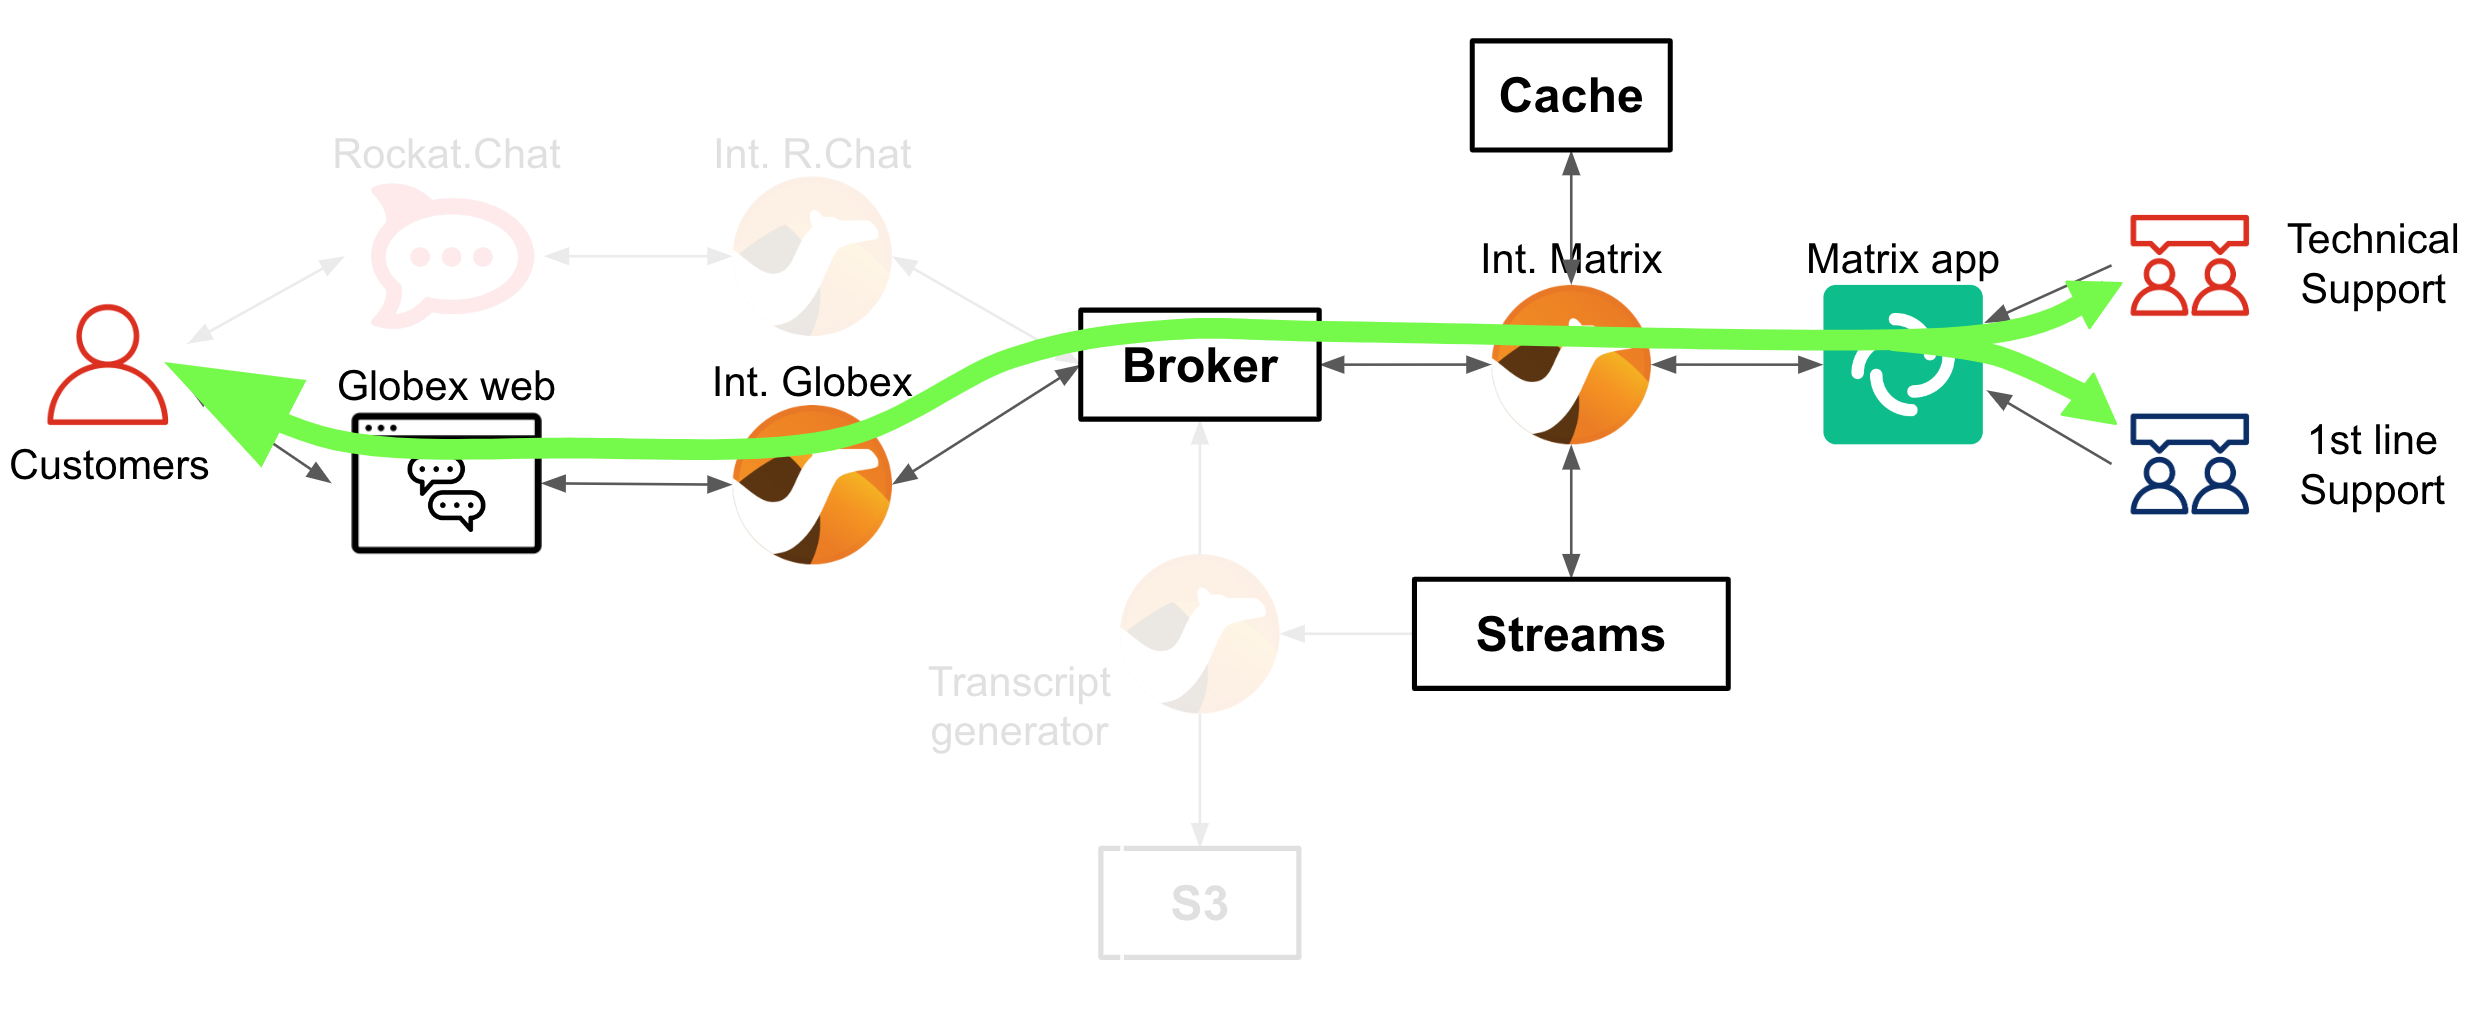 Cache
Rockat.Chat
Int. R.Chat
Int. Matrix
Matrix app
Technical
Support
Broker
Globex web
Int. Globex
Customers
1st line
Support
Streams
Transcript
generator
S3